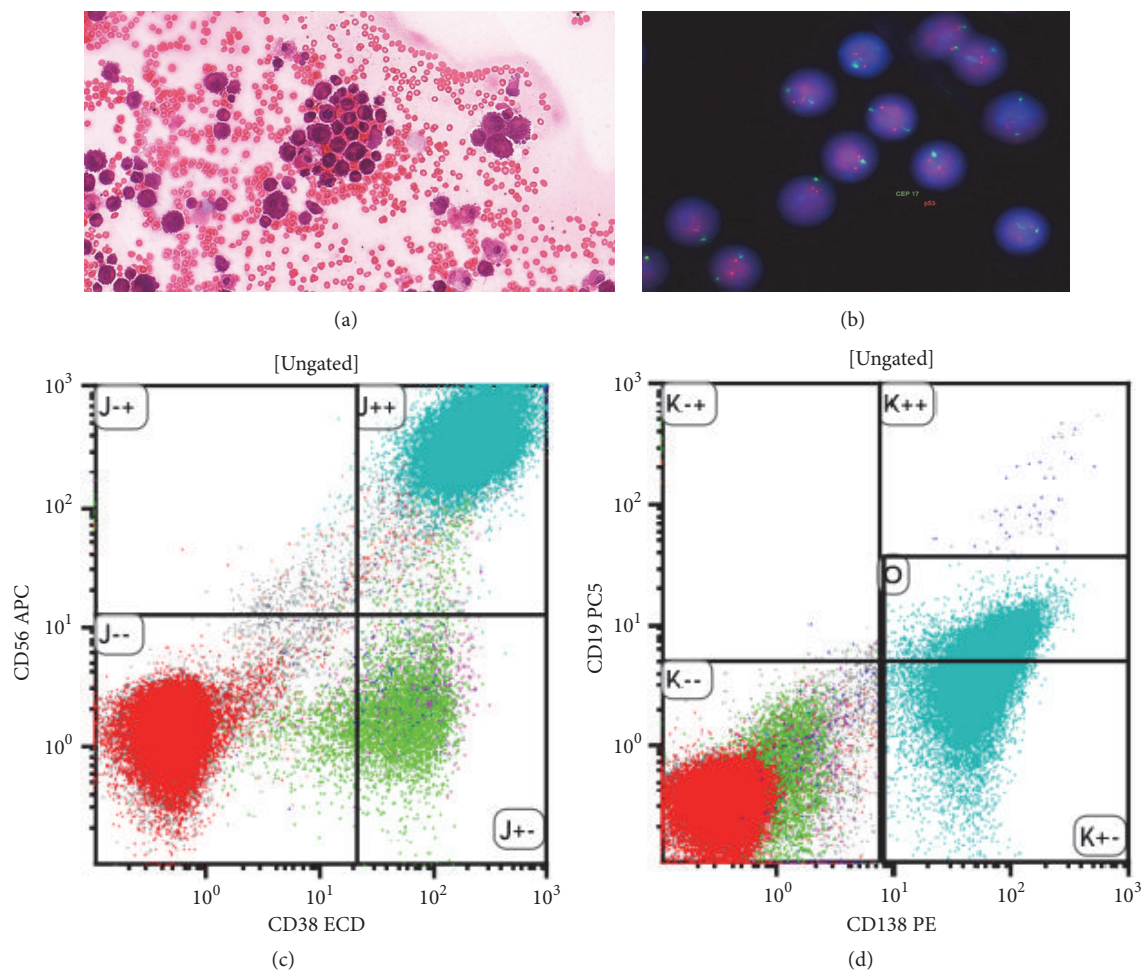 CEP 17
p53
(a)
(b)
[Ungated]
10³
10²
10¹
10⁰
CD56 APC
J-+
J++
J--
J+-
10⁰
10¹
10²
10³
CD38 ECD
(c)
[Ungated]
10³
10²
10¹
10⁰
CD19 PC5
K-+
K++
O
K--
K+-
10⁰
10¹
10²
10³
CD138 PE
(d)